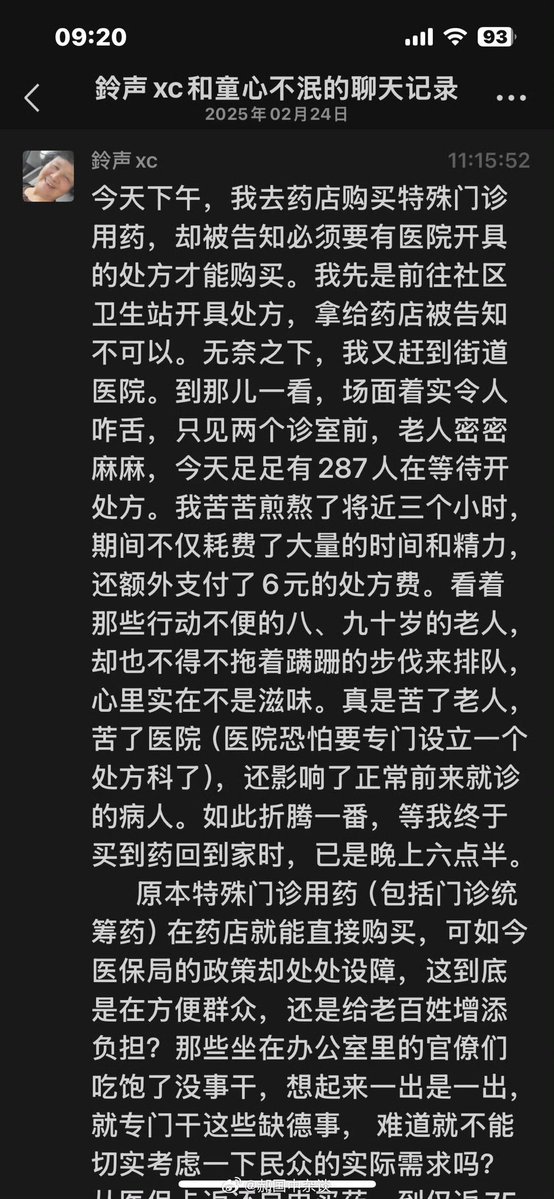 09:20
93
鈴声xc和童心不泯的聊天记录
2025年02月24日
鈴声xc
11:15:52
今天下午，我去药店购买特殊门诊
用药，却被告知必须要有医院开具
的处方才能购买。我先是前往社区
卫生站开具处方，拿给药店被告知
不可以。无奈之下，我又赶到街道
医院。到那儿一看，场面着实令人
咋舌，只见两个诊室前，老人密密
麻麻，今天足足有287人在等待开
处方。我苦苦煎熬了将近三个小时，
期间不仅耗费了大量的时间和精力，
还额外支付了6元的处方费。看着
那些行动不便的八、九十岁的老人，
却也不得不拖着蹒跚的步伐来排队，
心里实在不是滋味。真是苦了老人，
苦了医院（医院恐怕要专门设立一个
处方科了），还影响了正常前来就诊
的病人。如此折腾一番，等我终于
买到药回到家时，已是晚上六点半。
原本特殊门诊用药（包括门诊统
筹药）在药店就能直接购买，可如今
医保局的政策却处处设障，这到底
是在方便群众，还是给老百姓增添
负担？那些坐在办公室里的官僚们
吃饱了没事干，想起来一出是一出，
就专门干这些缺德事，难道就不能
切实考虑一下民众的实际需求吗？